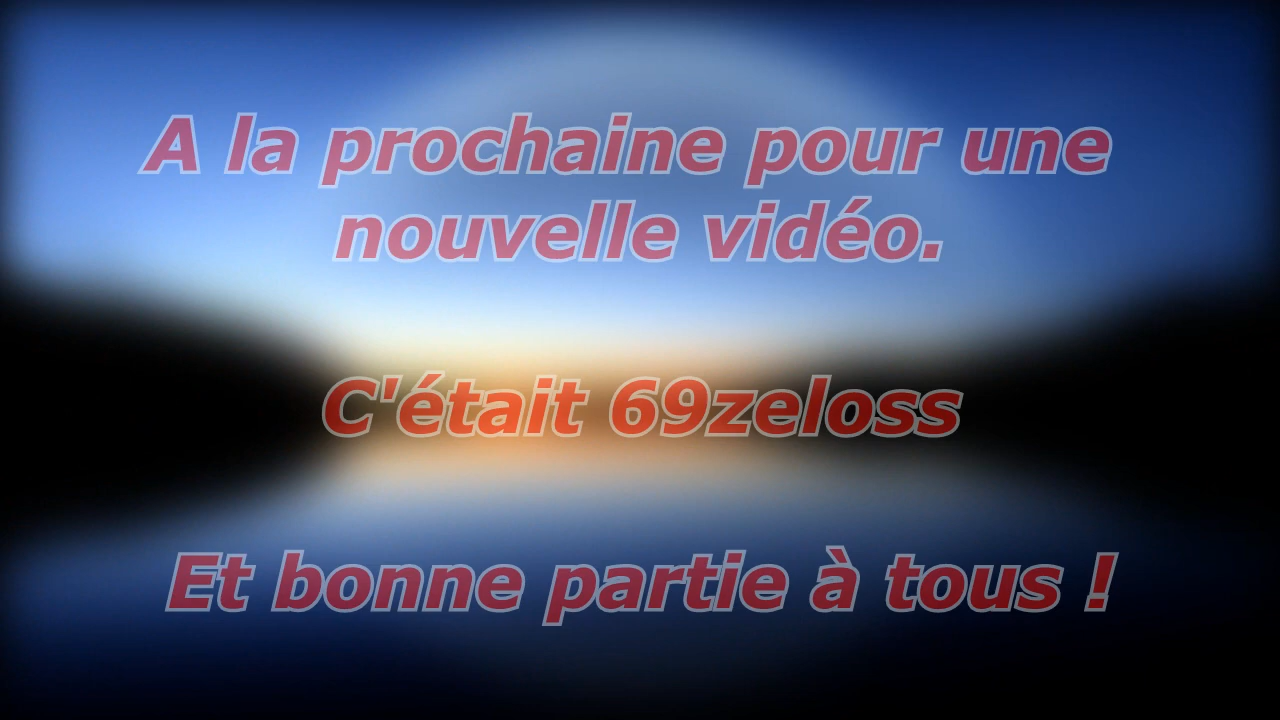 A la prochaine pour une
nouvelle vidéo.
C'était 69zeloss
Et bonne partie à tous !